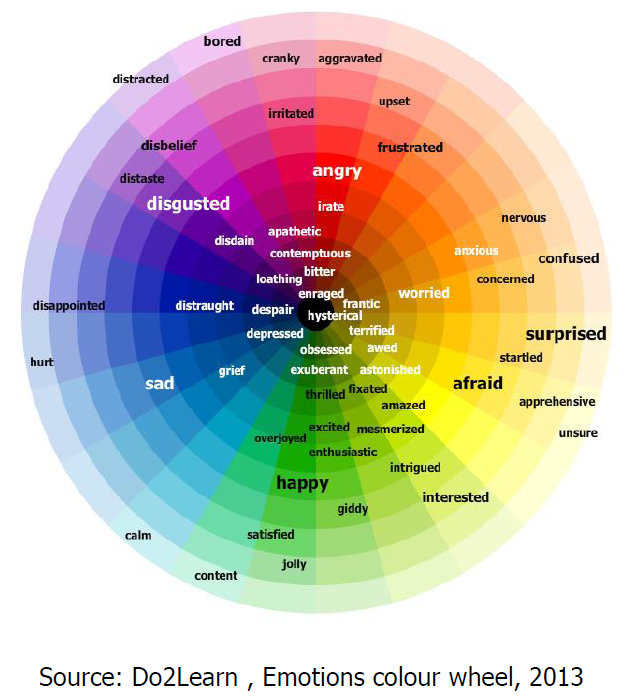 bored
cranky
aggravated
distracted
upset
irritated
disbelief
frustrated
angry
distaste
disgusted
irate
nervous
apathetic
disdain
contemptuous
anxious
confused
bitter
loathing
concerned
enraged
worried
disappointed
distraught
despair
frantic
hysterical
depressed
terrified
surprised
obsessed
awed
startled
hurt
grief
exuberant
astonished
sad
afraid
thrilled
fixated
amazed
apprehensive
excited
mesmerized
unsure
overjoyed
enthusiastic
intrigued
happy
interested
giddy
calm
satisfied
jolly
content
Source: Do2Learn , Emotions colour wheel, 2013